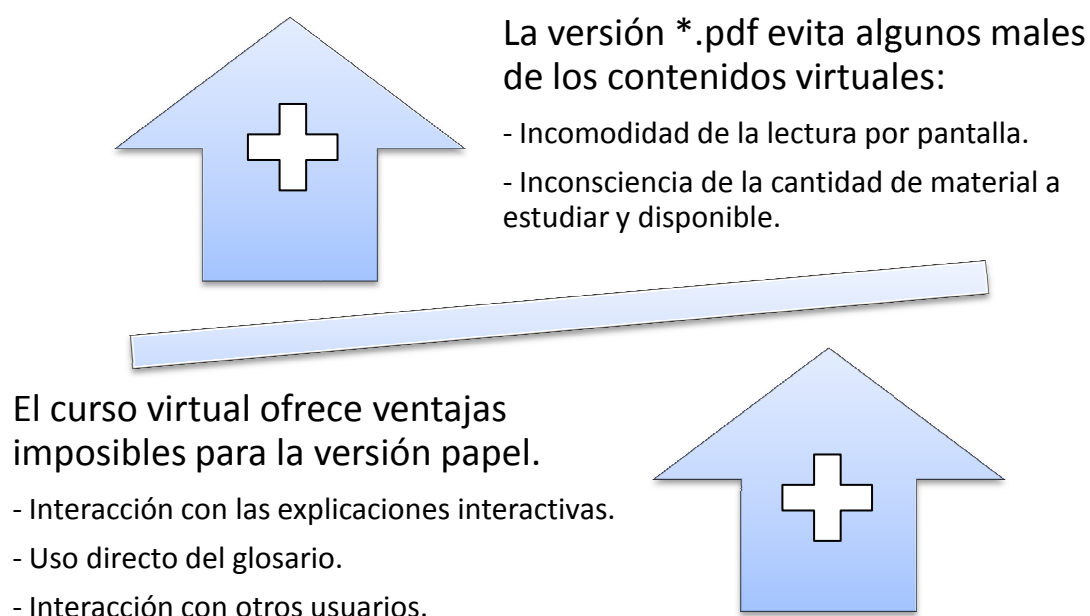 La versión *.pdf evita algunos males
de los contenidos virtuales:
- Incomodidad de la lectura por pantalla.
- Inconsciencia de la cantidad de material a
estudiar y disponible.
El curso virtual ofrece ventajas
imposibles para la versión papel.
- Interacción con las explicaciones interactivas.
- Uso directo del glosario.
- Interacción con otros usuarios.